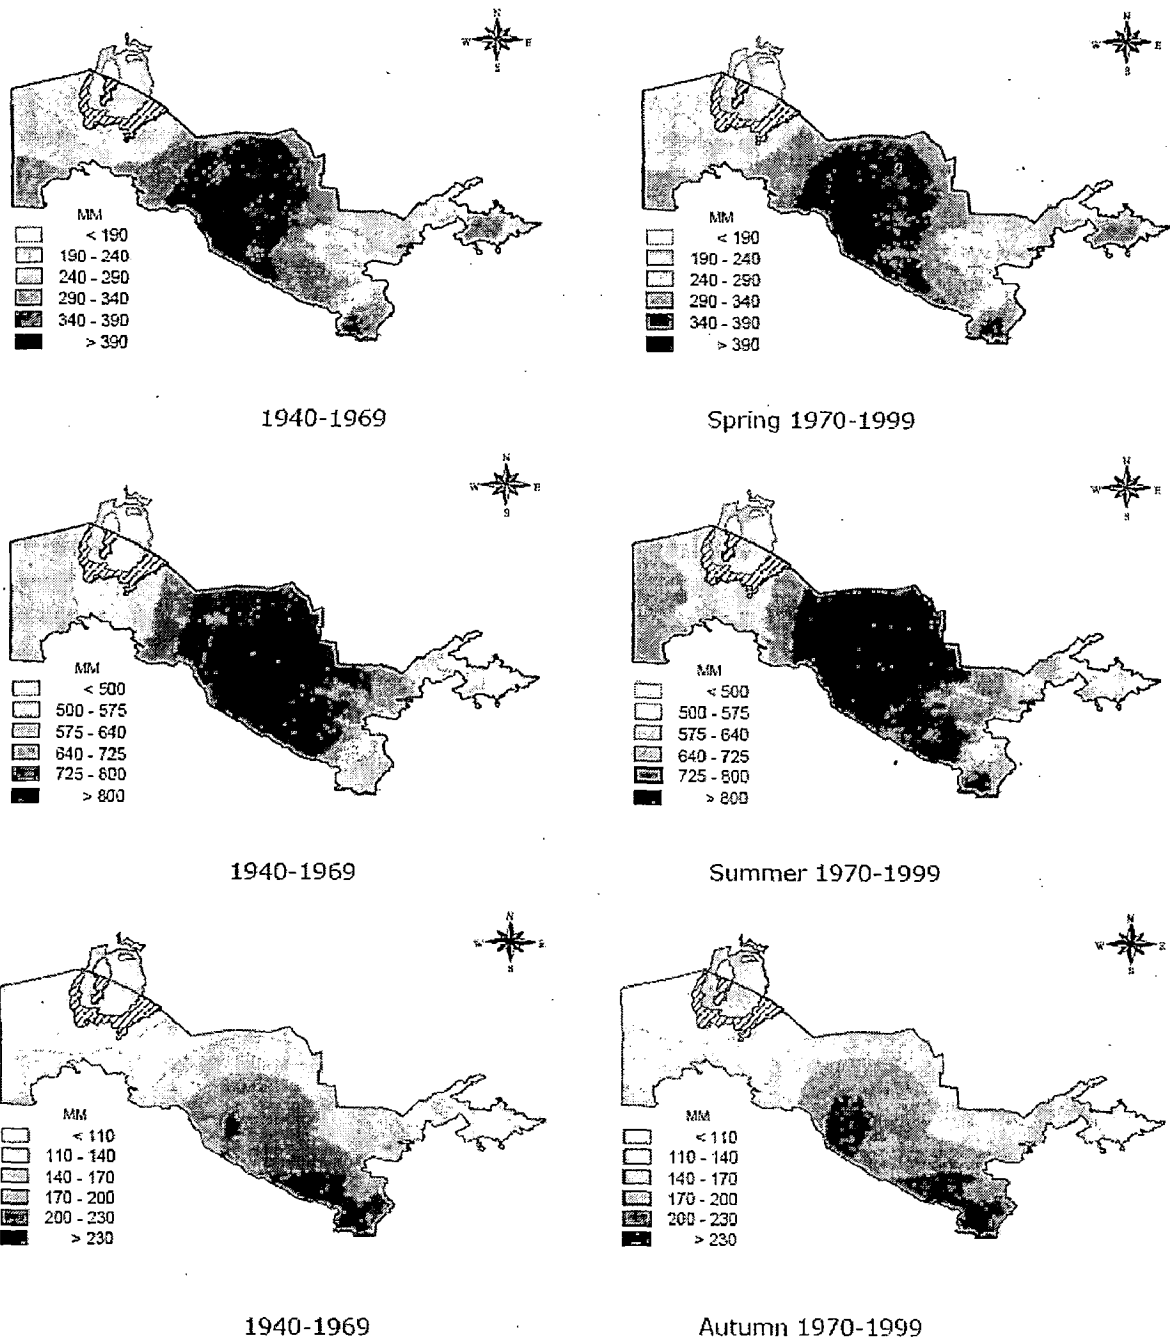 N
W E
S
MM
< 190
190 - 240
240 - 290
290 - 340
340 - 390
> 390
1940-1969
N
W E
S
MM
< 190
190 - 240
240 - 290
290 - 340
340 - 390
> 390
Spring 1970-1999
N
W E
S
MM
< 500
500 - 575
575 - 640
640 - 725
725 - 800
> 800
1940-1969
N
W E
S
MM
< 500
500 - 575
575 - 640
640 - 725
725 - 800
> 800
Summer 1970-1999
N
W E
S
MM
< 110
110 - 140
140 - 170
170 - 200
200 - 230
> 230
1940-1969
N
W E
S
MM
< 110
110 - 140
140 - 170
170 - 200
200 - 230
> 230
Autumn 1970-1999